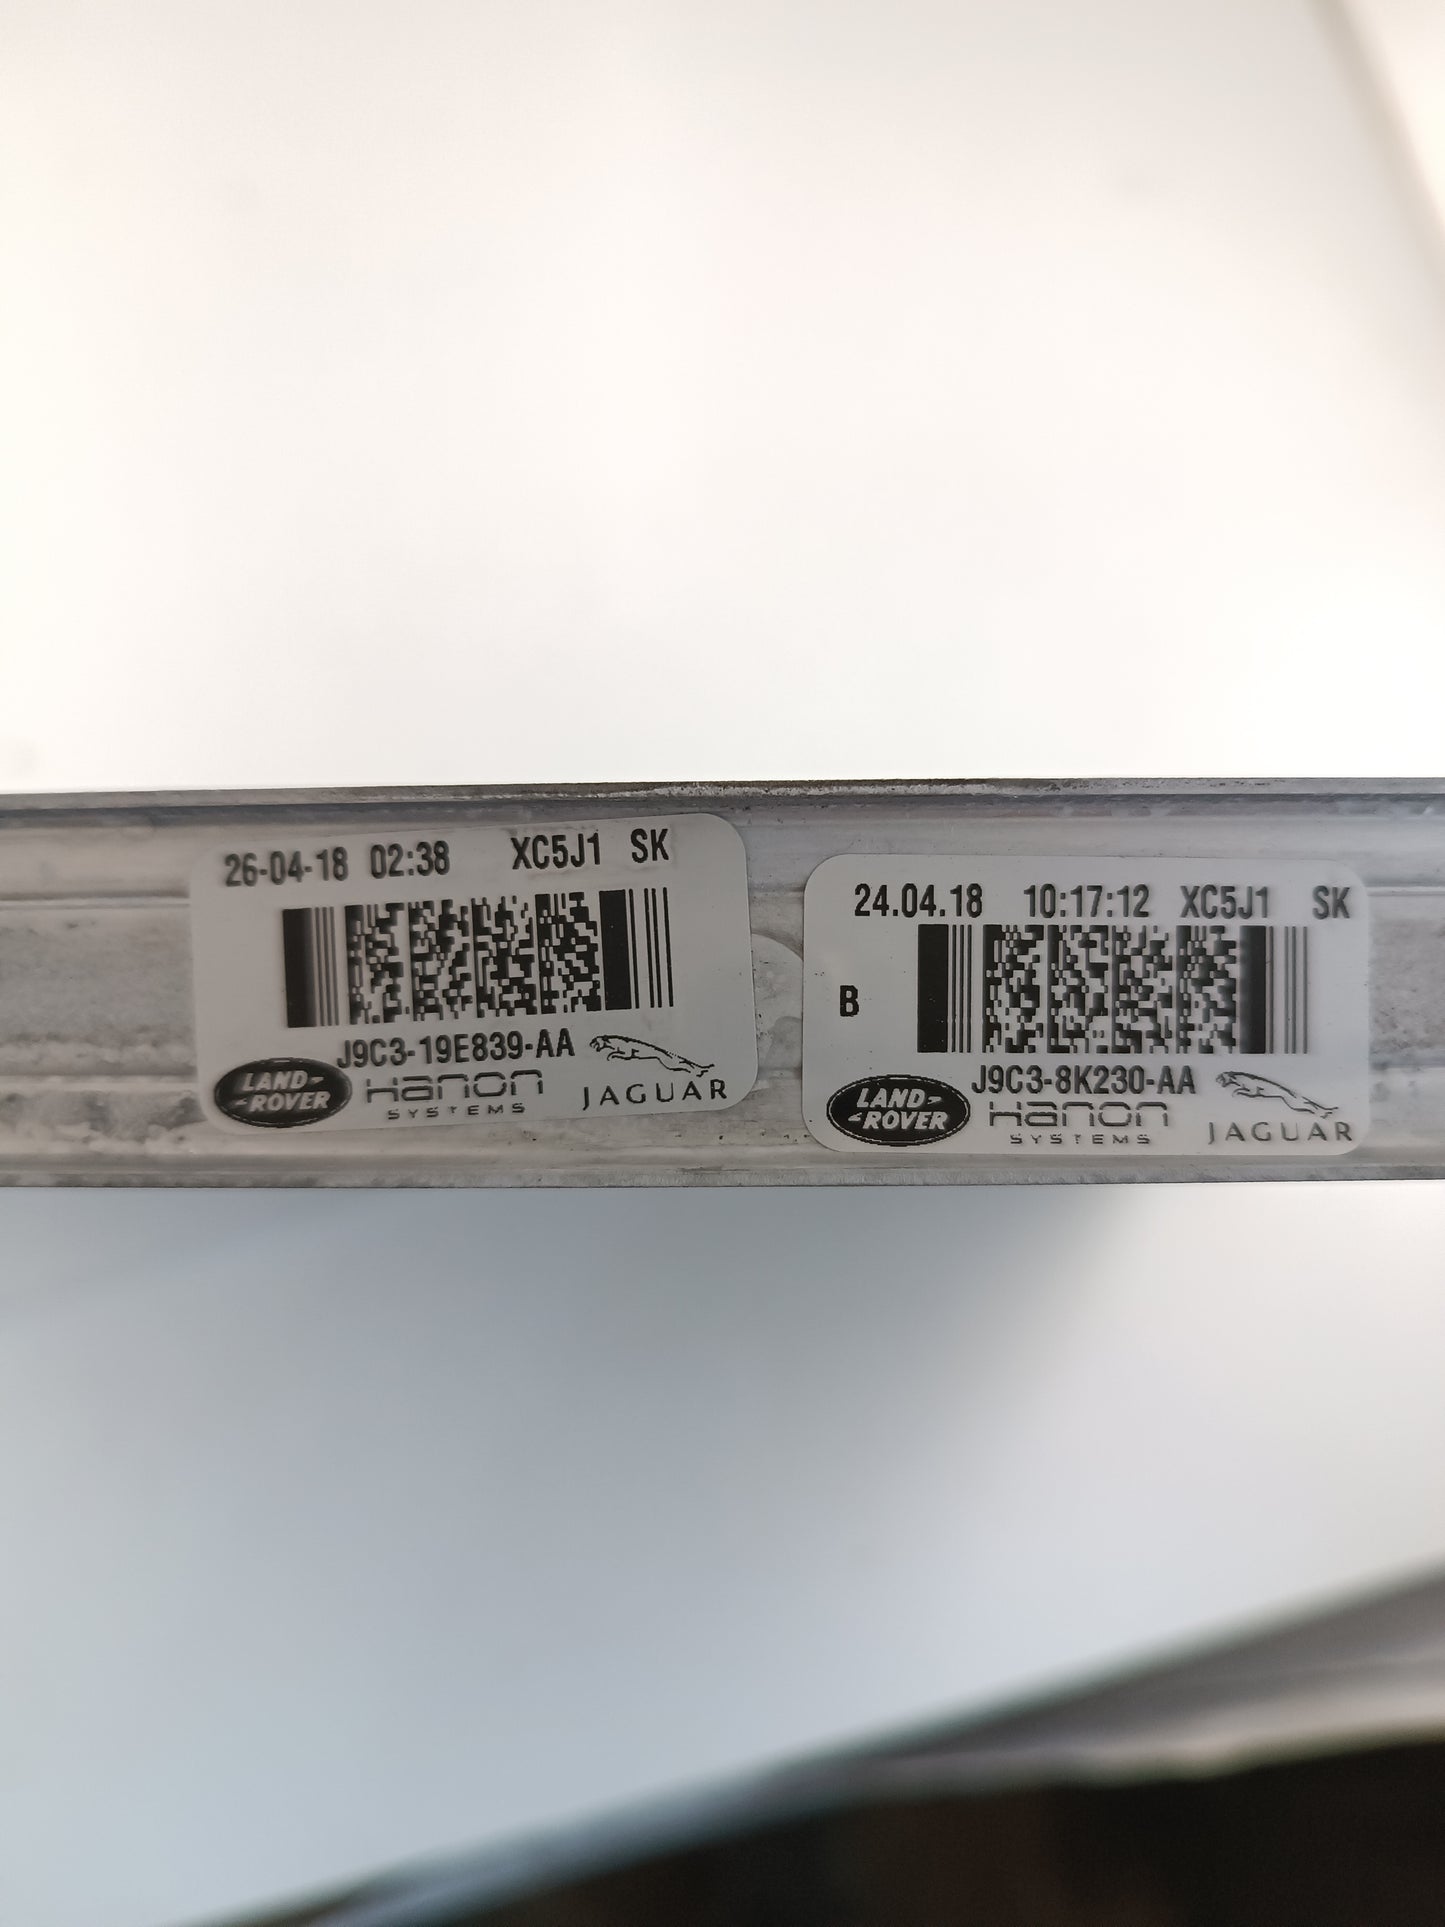 26-04-18 02:38 XC5J1 SK
J9C3-19E839-AA
LAND-
-ROVER
Hanon
SYSTEMS
JAGUAR
24.04.18 10:17:12 XC5J1 SK
B
J9C3-8K230-AA
LAND-
-ROVER
Hanon
SYSTEMS
JAGUAR